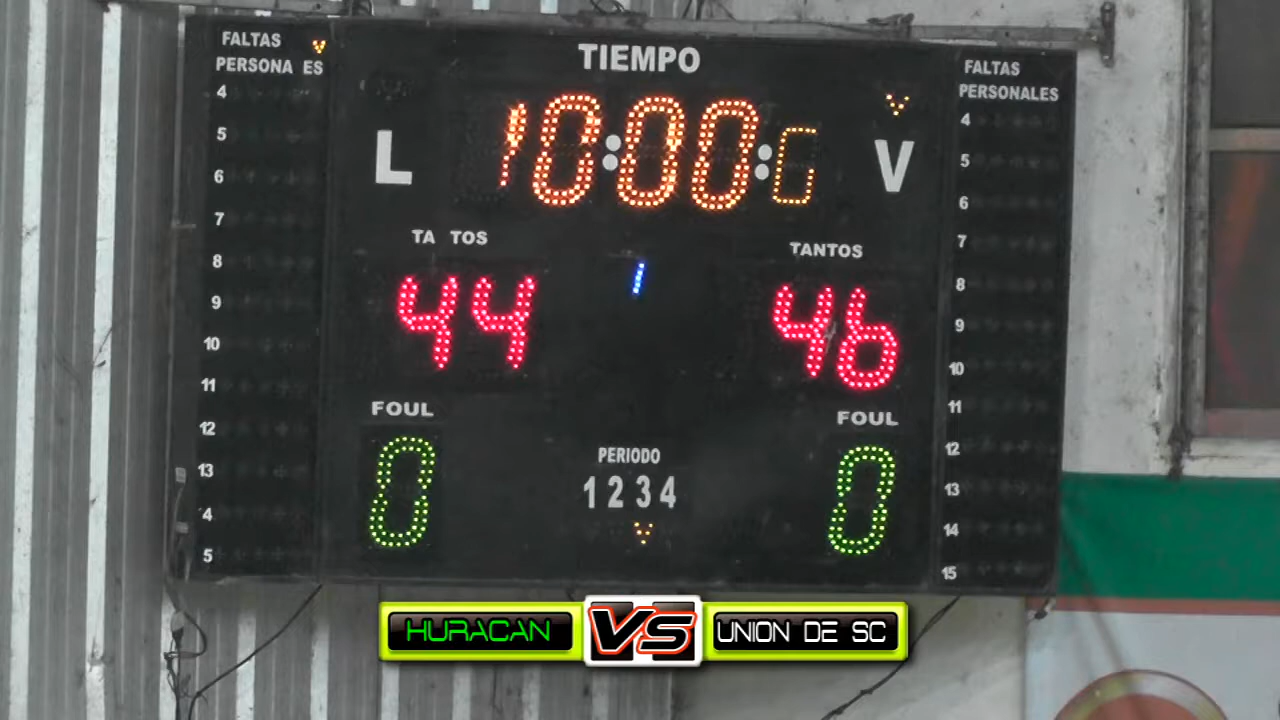 FALTAS
PERSONA ES
4
5
6
7
8
9
10
11
12
13
4
5
TIEMPO
10:00:0
L
V
TA TOS
TANTOS
1
44
46
FOUL
FOUL
0
0
PERIODO
1 2 3 4
FALTAS
PERSONALES
4
5
6
7
8
9
10
11
12
13
14
15
HURACAN VS UNION DE SC